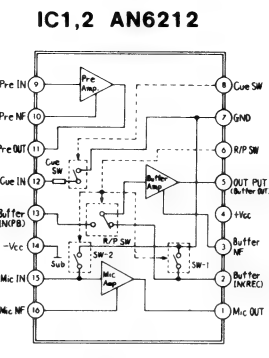 IC1,2 AN6212
Pre IN 9
Pre Amp.
8 Cue SW
Pre NF 10
7 GND
Pre OUT 11
6 R/P SW
Cue SW
Cue IN 12
Buffer Amp
5 OUT PUT
(Buffer OUT)
Buffer IN(PB) 13
4 +Vcc
R/P SW
-Vcc 14
3 Buffer NF
Sub
SW-2
SW-1
Mic IN 15
Mic Amp
2 Buffer IN(REC)
Mic NF 16
1 Mic OUT